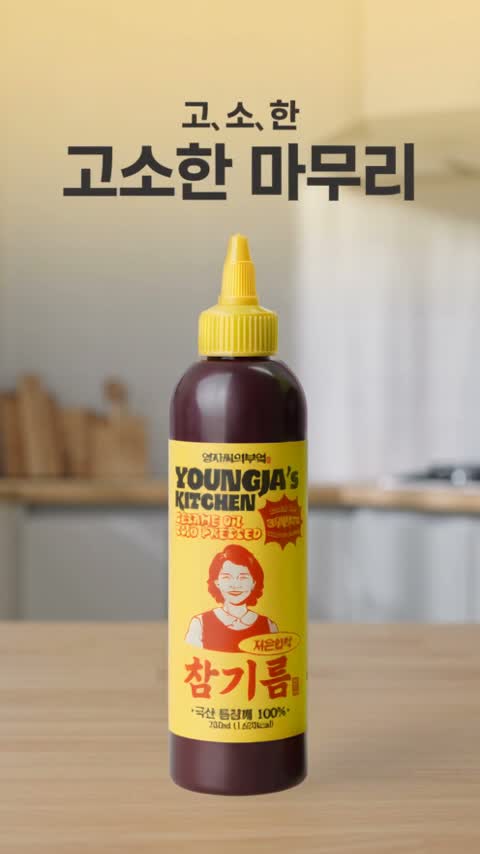 고、소、한
고소한 마무리
영자씨의부엌
YOUNGJA's
KITCHEN
SESAME OIL
COLD PRESSED
저온압착
참기름
·국산 통참깨 100%·